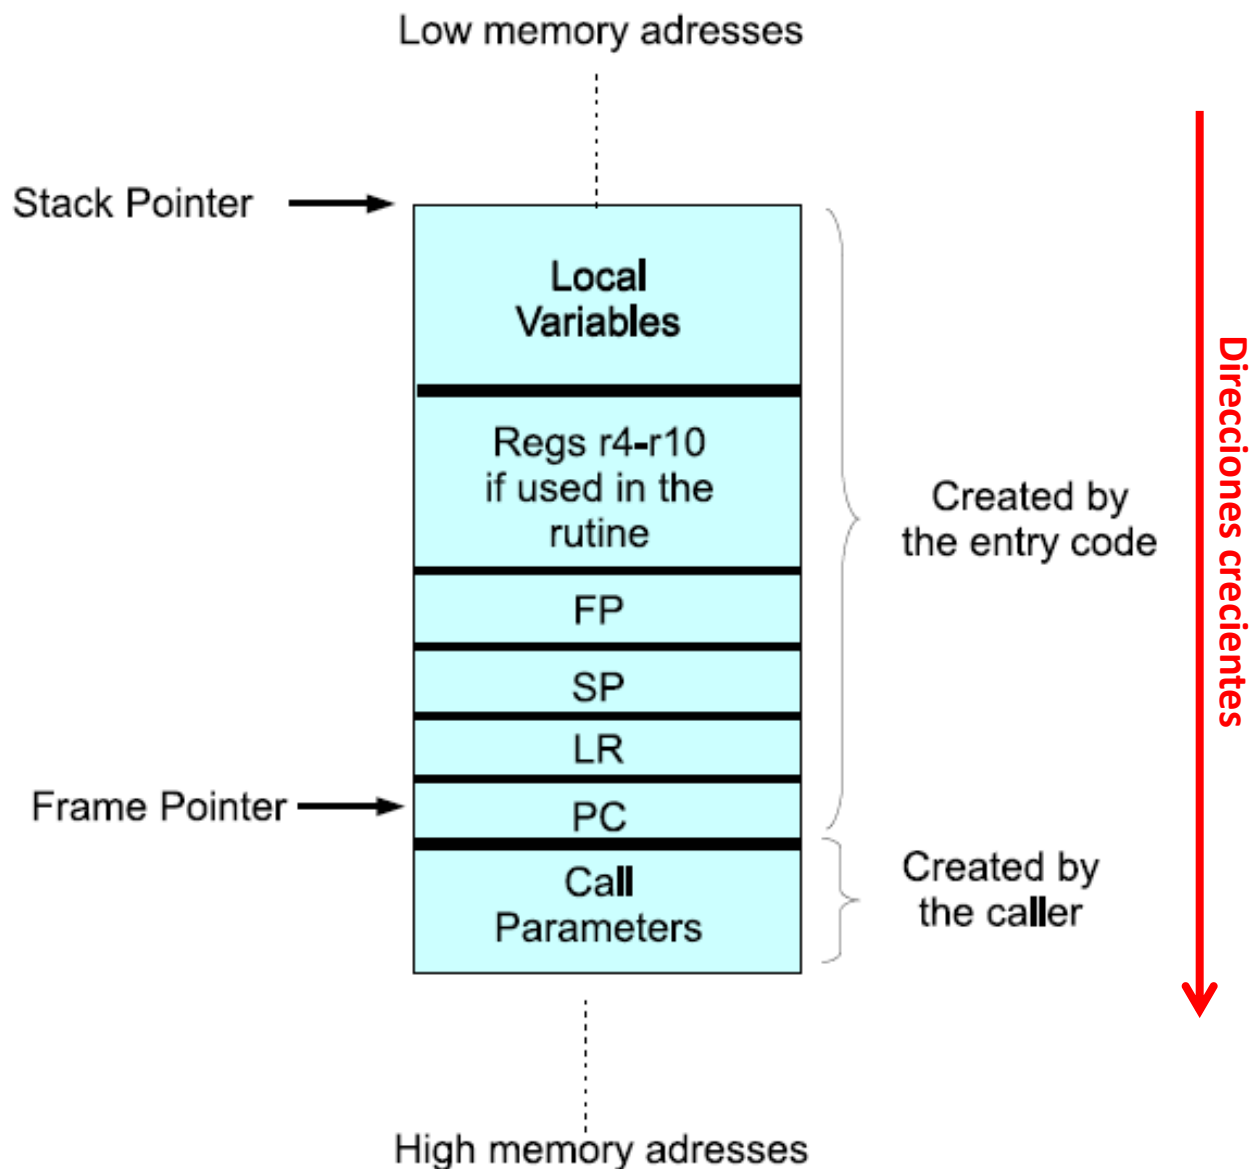 Low memory adresses
Stack Pointer
Local
Variables
Regs r4-r10
if used in the
rutine
FP
SP
LR
Frame Pointer
PC
Call
Parameters
Created by
the entry code
Created by
the caller
Direcciones crecientes
High memory adresses